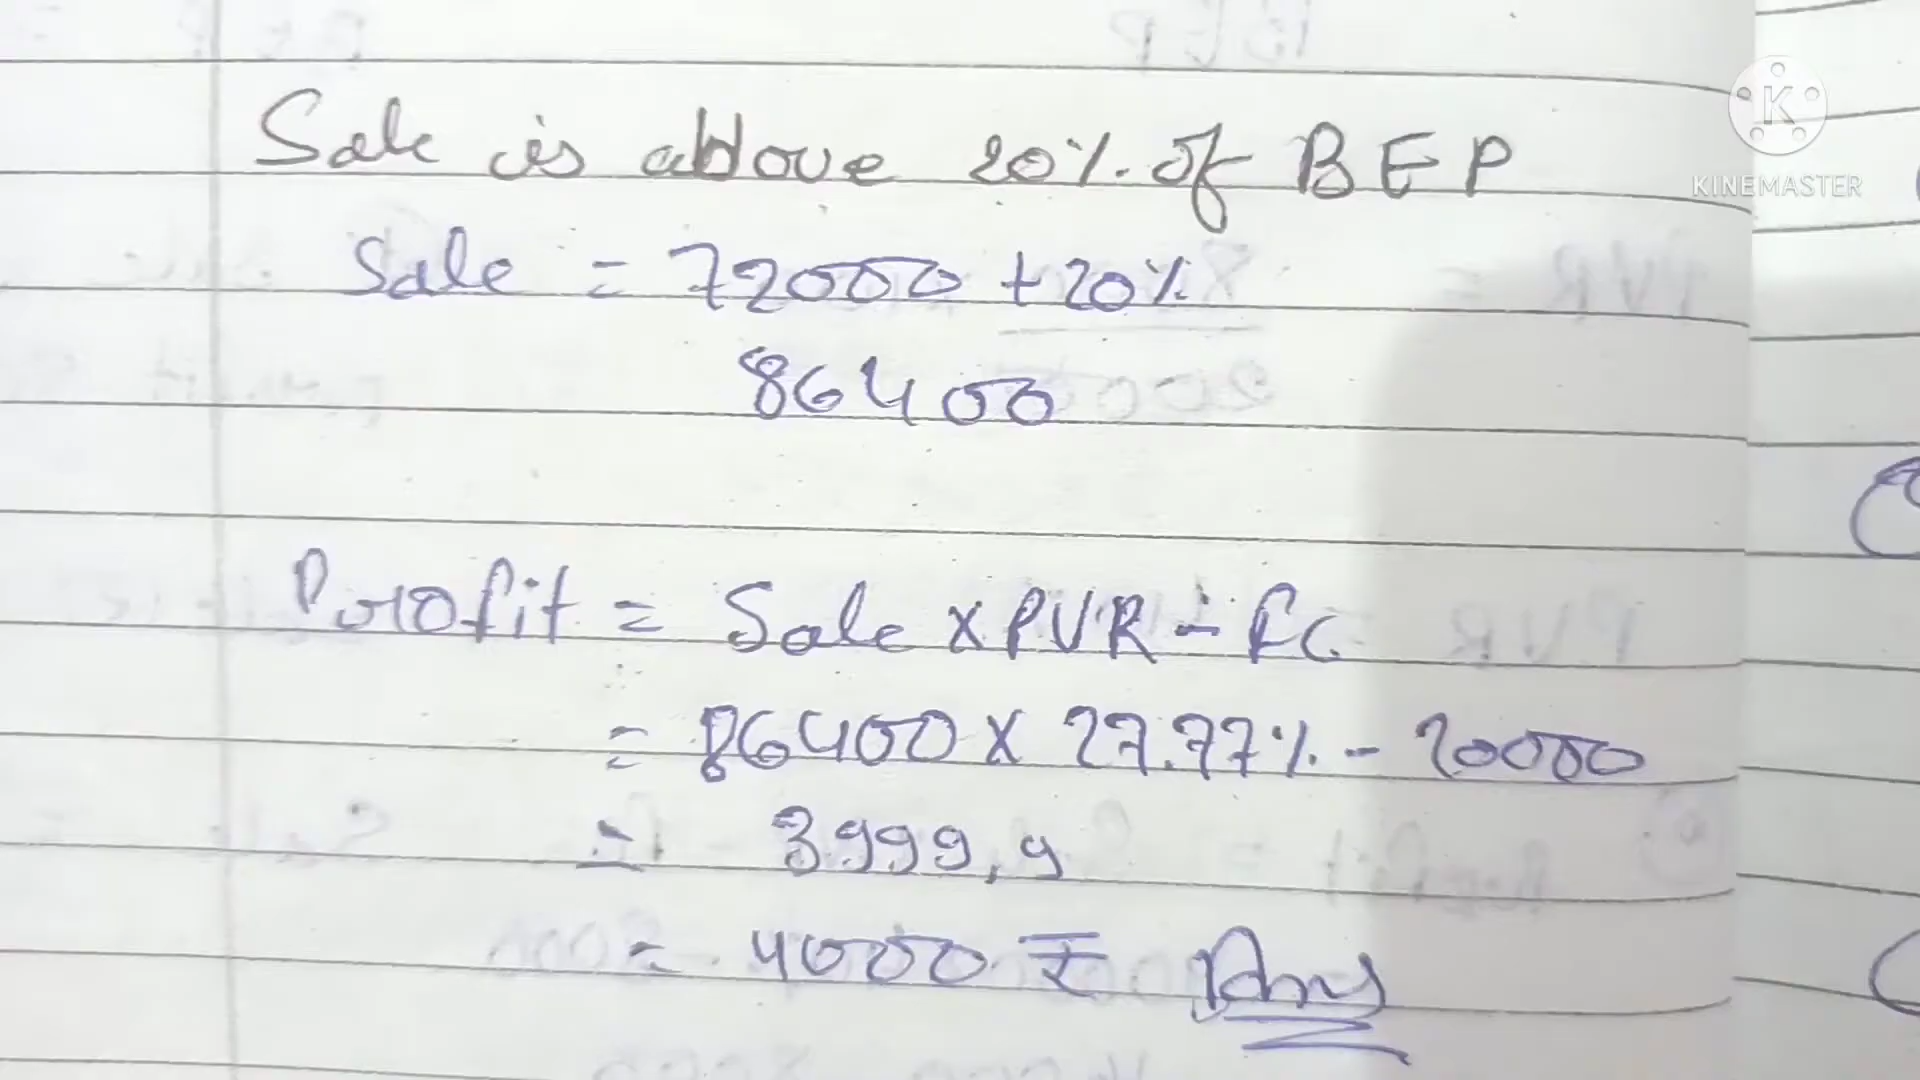 Sale is above 20% of BEP
Sale = 72000 + 20%
86400
Profit = Sale x PVR - FC
= 86400 x 27.77% - 20000
= 3999,9
= 4000 ₹ Ans
K
KINEMASTER